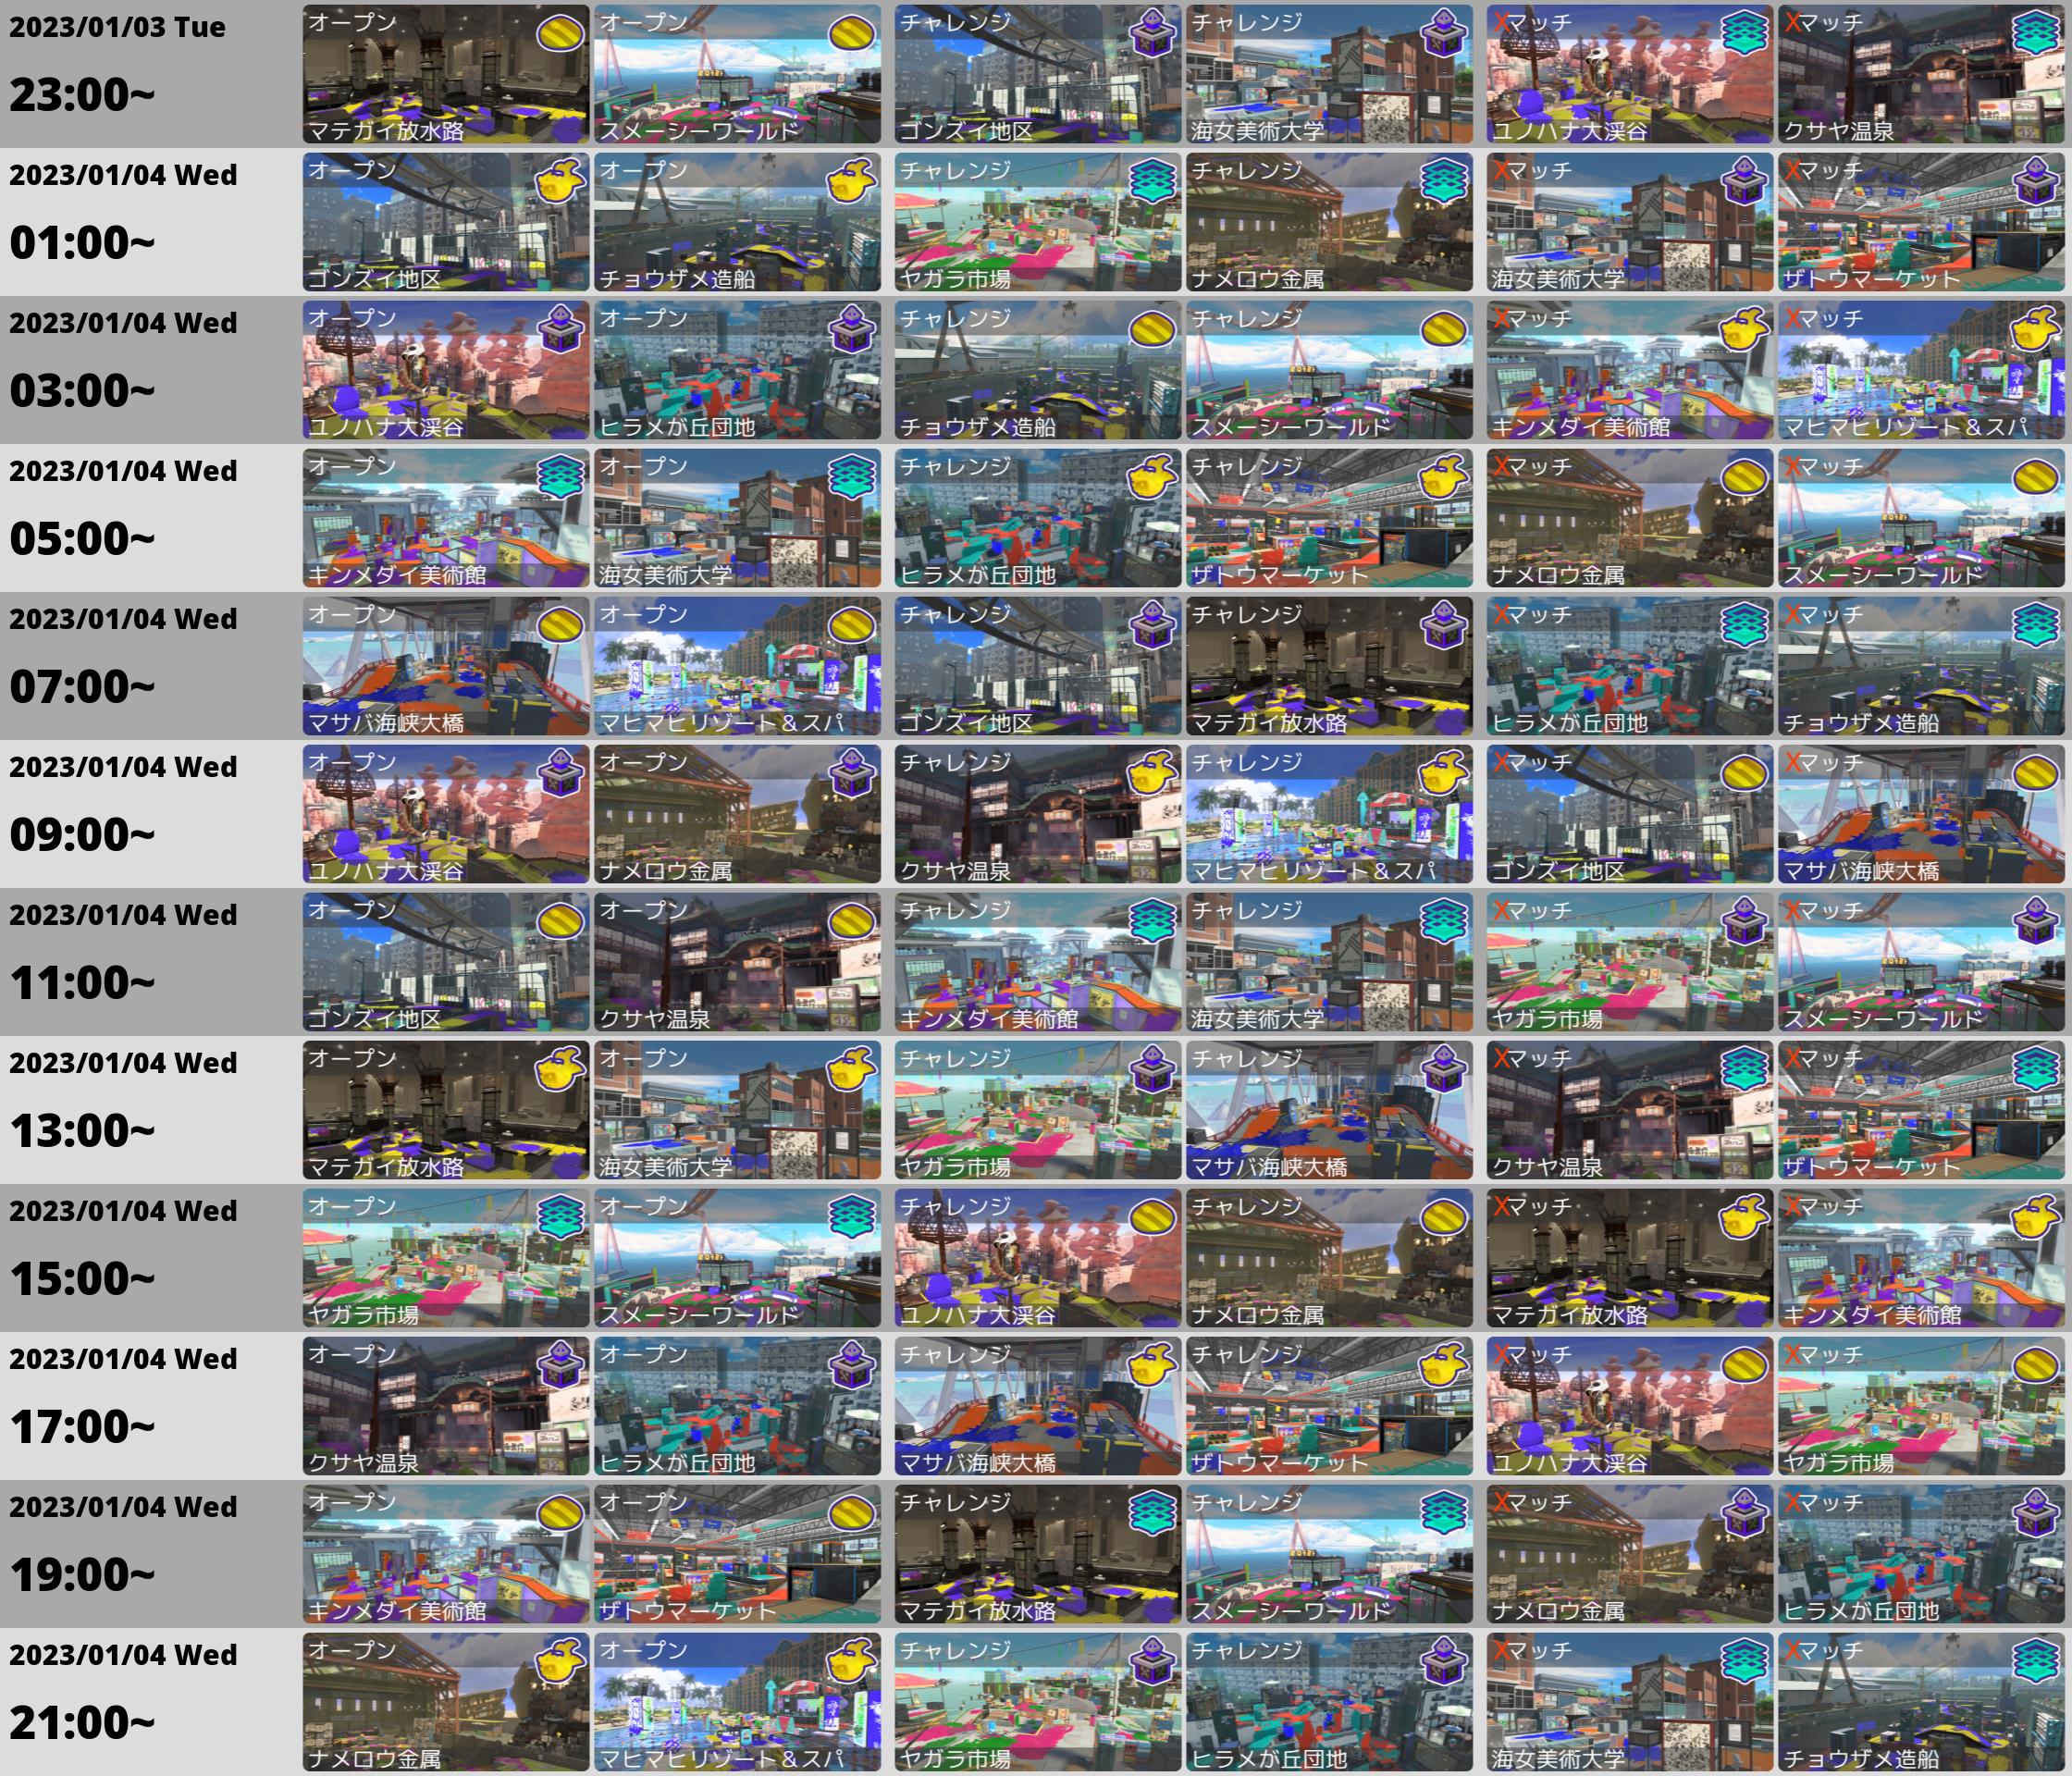 2023/01/03 Tue
23:00~
オープン
マテガイ放水路
オープン
スメーシーワールド
チャレンジ
ゴンズイ地区
チャレンジ
海女美術大学
Xマッチ
ユノハナ大渓谷
Xマッチ
クサヤ温泉
2023/01/04 Wed
01:00~
オープン
ゴンズイ地区
オープン
チョウザメ造船
チャレンジ
ヤガラ市場
チャレンジ
ナメロウ金属
Xマッチ
海女美術大学
Xマッチ
ザトウマーケット
2023/01/04 Wed
03:00~
オープン
ユノハナ大渓谷
オープン
ヒラメが丘団地
チャレンジ
チョウザメ造船
チャレンジ
スメーシーワールド
Xマッチ
キンメダイ美術館
Xマッチ
マヒマヒリゾート＆スパ
2023/01/04 Wed
05:00~
オープン
キンメダイ美術館
オープン
海女美術大学
チャレンジ
ヒラメが丘団地
チャレンジ
ザトウマーケット
Xマッチ
ナメロウ金属
Xマッチ
スメーシーワールド
2023/01/04 Wed
07:00~
オープン
マサバ海峡大橋
オープン
マヒマヒリゾート＆スパ
チャレンジ
ゴンズイ地区
チャレンジ
マテガイ放水路
Xマッチ
ヒラメが丘団地
Xマッチ
チョウザメ造船
2023/01/04 Wed
09:00~
オープン
ユノハナ大渓谷
オープン
ナメロウ金属
チャレンジ
クサヤ温泉
チャレンジ
マヒマヒリゾート＆スパ
Xマッチ
ゴンズイ地区
Xマッチ
マサバ海峡大橋
2023/01/04 Wed
11:00~
オープン
ゴンズイ地区
オープン
クサヤ温泉
チャレンジ
キンメダイ美術館
チャレンジ
海女美術大学
Xマッチ
ヤガラ市場
Xマッチ
スメーシーワールド
2023/01/04 Wed
13:00~
オープン
マテガイ放水路
オープン
海女美術大学
チャレンジ
ヤガラ市場
チャレンジ
マサバ海峡大橋
Xマッチ
クサヤ温泉
Xマッチ
ザトウマーケット
2023/01/04 Wed
15:00~
オープン
ヤガラ市場
オープン
スメーシーワールド
チャレンジ
ユノハナ大渓谷
チャレンジ
ナメロウ金属
Xマッチ
マテガイ放水路
Xマッチ
キンメダイ美術館
2023/01/04 Wed
17:00~
オープン
クサヤ温泉
オープン
ヒラメが丘団地
チャレンジ
マサバ海峡大橋
チャレンジ
ザトウマーケット
Xマッチ
ユノハナ大渓谷
Xマッチ
ヤガラ市場
2023/01/04 Wed
19:00~
オープン
キンメダイ美術館
オープン
ザトウマーケット
チャレンジ
マテガイ放水路
チャレンジ
スメーシーワールド
Xマッチ
ナメロウ金属
Xマッチ
ヒラメが丘団地
2023/01/04 Wed
21:00~
オープン
ナメロウ金属
オープン
マヒマヒリゾート＆スパ
チャレンジ
ヤガラ市場
チャレンジ
ヒラメが丘団地
Xマッチ
海女美術大学
Xマッチ
チョウザメ造船